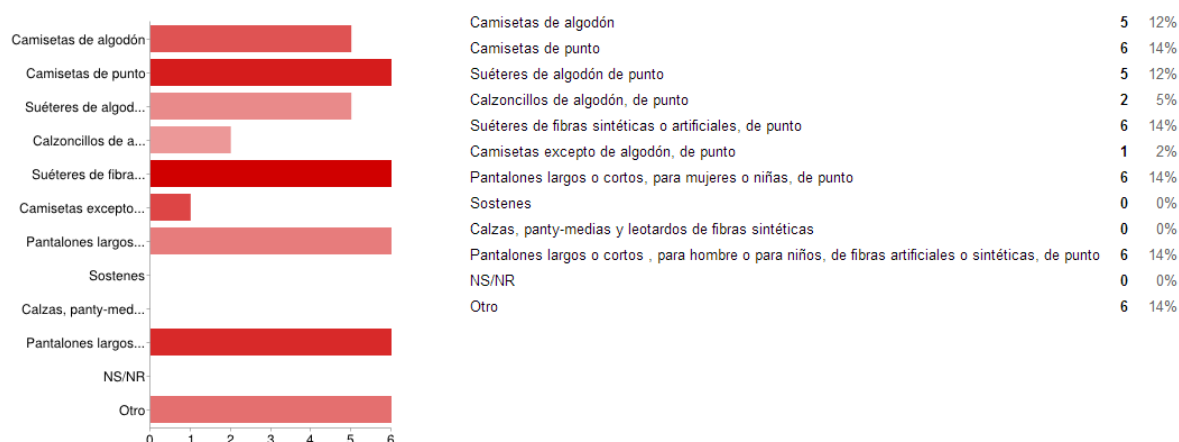 Camisetas de algodón
Camisetas de punto
Suéteres de algod...
Calzoncillos de a...
Suéteres de fibra...
Camisetas excepto...
Pantalones largos...
Sostenes
Calzas, panty-med...
Pantalones largos...
NS/NR
Otro
0 1 2 3 4 5 6
Camisetas de algodón 5 12%
Camisetas de punto 6 14%
Suéteres de algodón de punto 5 12%
Calzoncillos de algodón, de punto 2 5%
Suéteres de fibras sintéticas o artificiales, de punto 6 14%
Camisetas excepto de algodón, de punto 1 2%
Pantalones largos o cortos, para mujeres o niñas, de punto 6 14%
Sostenes 0 0%
Calzas, panty-medias y leotardos de fibras sintéticas 0 0%
Pantalones largos o cortos , para hombre o para niños, de fibras artificiales o sintéticas, de punto 6 14%
NS/NR 0 0%
Otro 6 14%